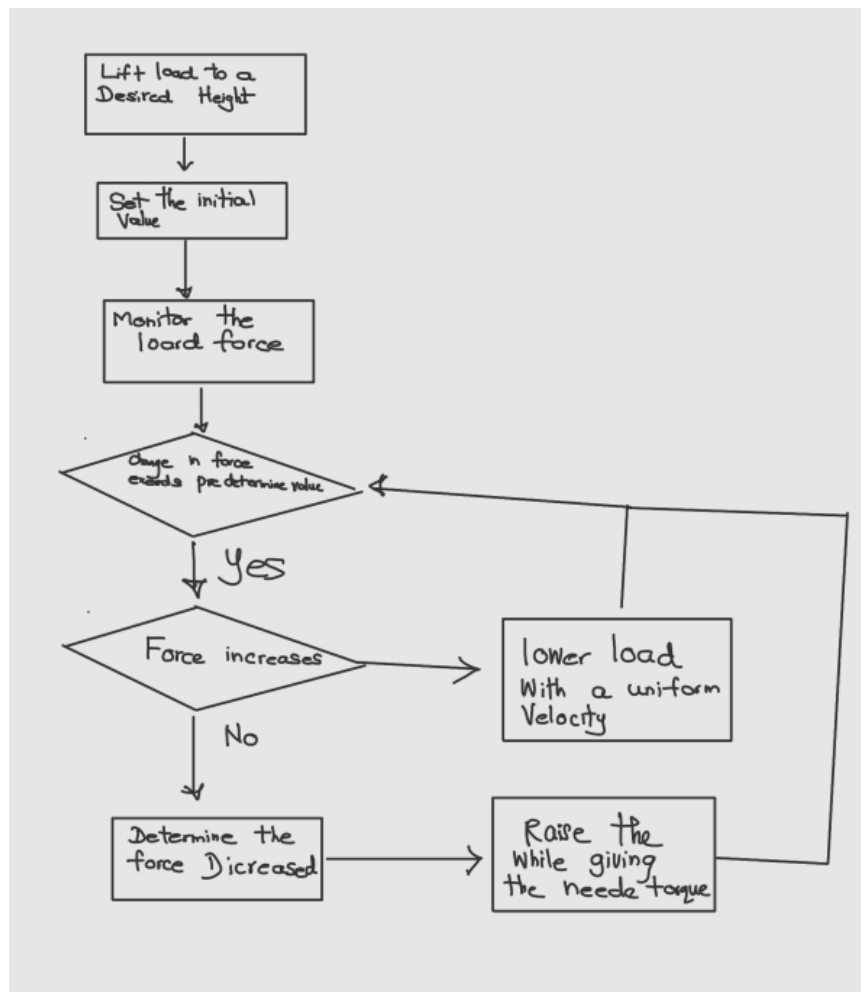 Lift load to a
Desired Height
Set the initial
Value
Monitor the
loard force
change in force
exceeds pre determine value
Yes
Force increases
lower load
With a uniform
Velocity
No
Determine the
force Dicreased
Raise the
while giving
the neede torque